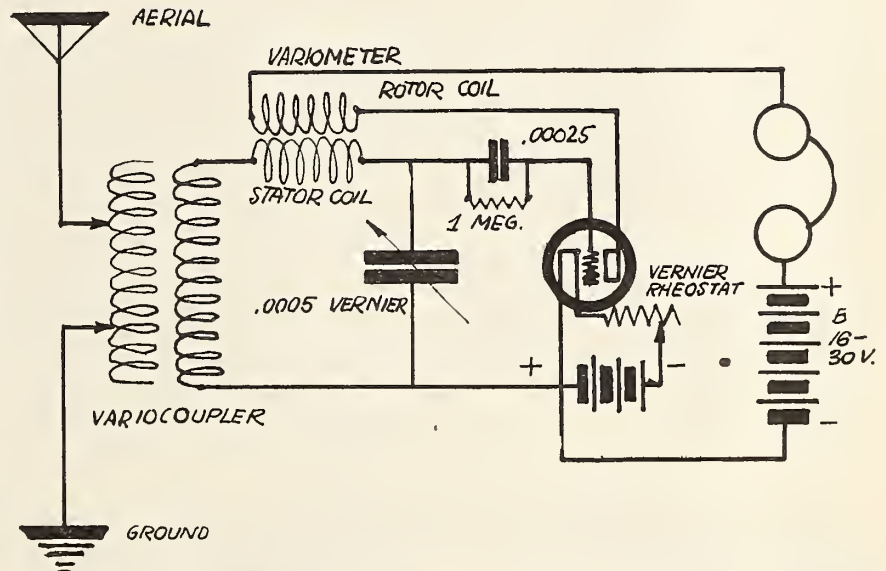 AERIAL
VARIOMETER
ROTOR COIL
.00025
STATOR COIL
1 MEG.
.0005 VERNIER
VERNIER
RHEOSTAT
+
B
16-
30 V.
+
-
-
VARIOCOUPLER
GROUND